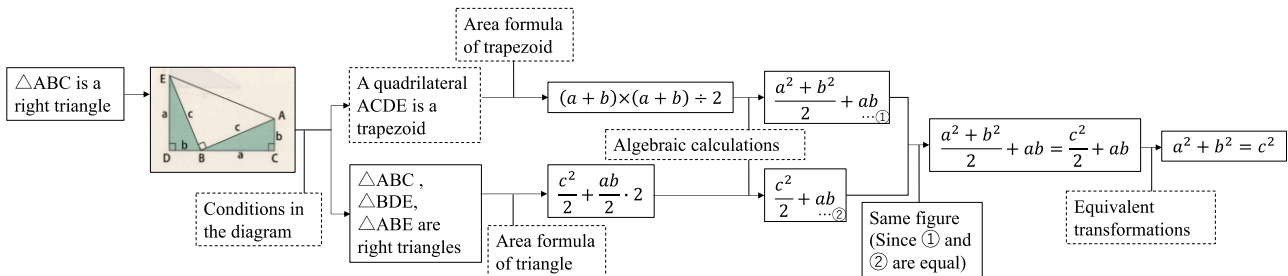 △ABC is a
right triangle
E
a
c
c
A
b
b
D
B
a
C
Conditions in
the diagram
A quadrilateral
ACDE is a
trapezoid
△ABC ,
△BDE,
△ABE are
right triangles
Area formula
of trapezoid
(a + b)×(a + b) ÷ 2
Algebraic calculations
c²/2 + ab/2 · 2
Area formula
of triangle
(a² + b²)/2 + ab
⋯①
c²/2 + ab
⋯②
Same figure
(Since ① and
② are equal)
(a² + b²)/2 + ab = c²/2 + ab
Equivalent
transformations
a² + b² = c²